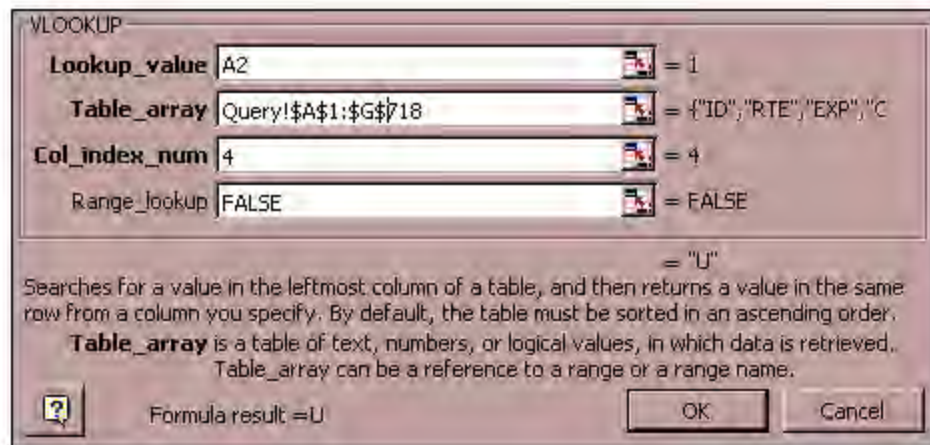 VLOOKUP
Lookup_value A2 = 1
Table_array Query!$A$1:$G$718 = {"ID","RTE","EXP","C
Col_index_num 4 = 4
Range_lookup FALSE = FALSE
= "U"
Searches for a value in the leftmost column of a table, and then returns a value in the same
row from a column you specify. By default, the table must be sorted in an ascending order.
Table_array is a table of text, numbers, or logical values, in which data is retrieved.
Table_array can be a reference to a range or a range name.
? Formula result =U OK Cancel